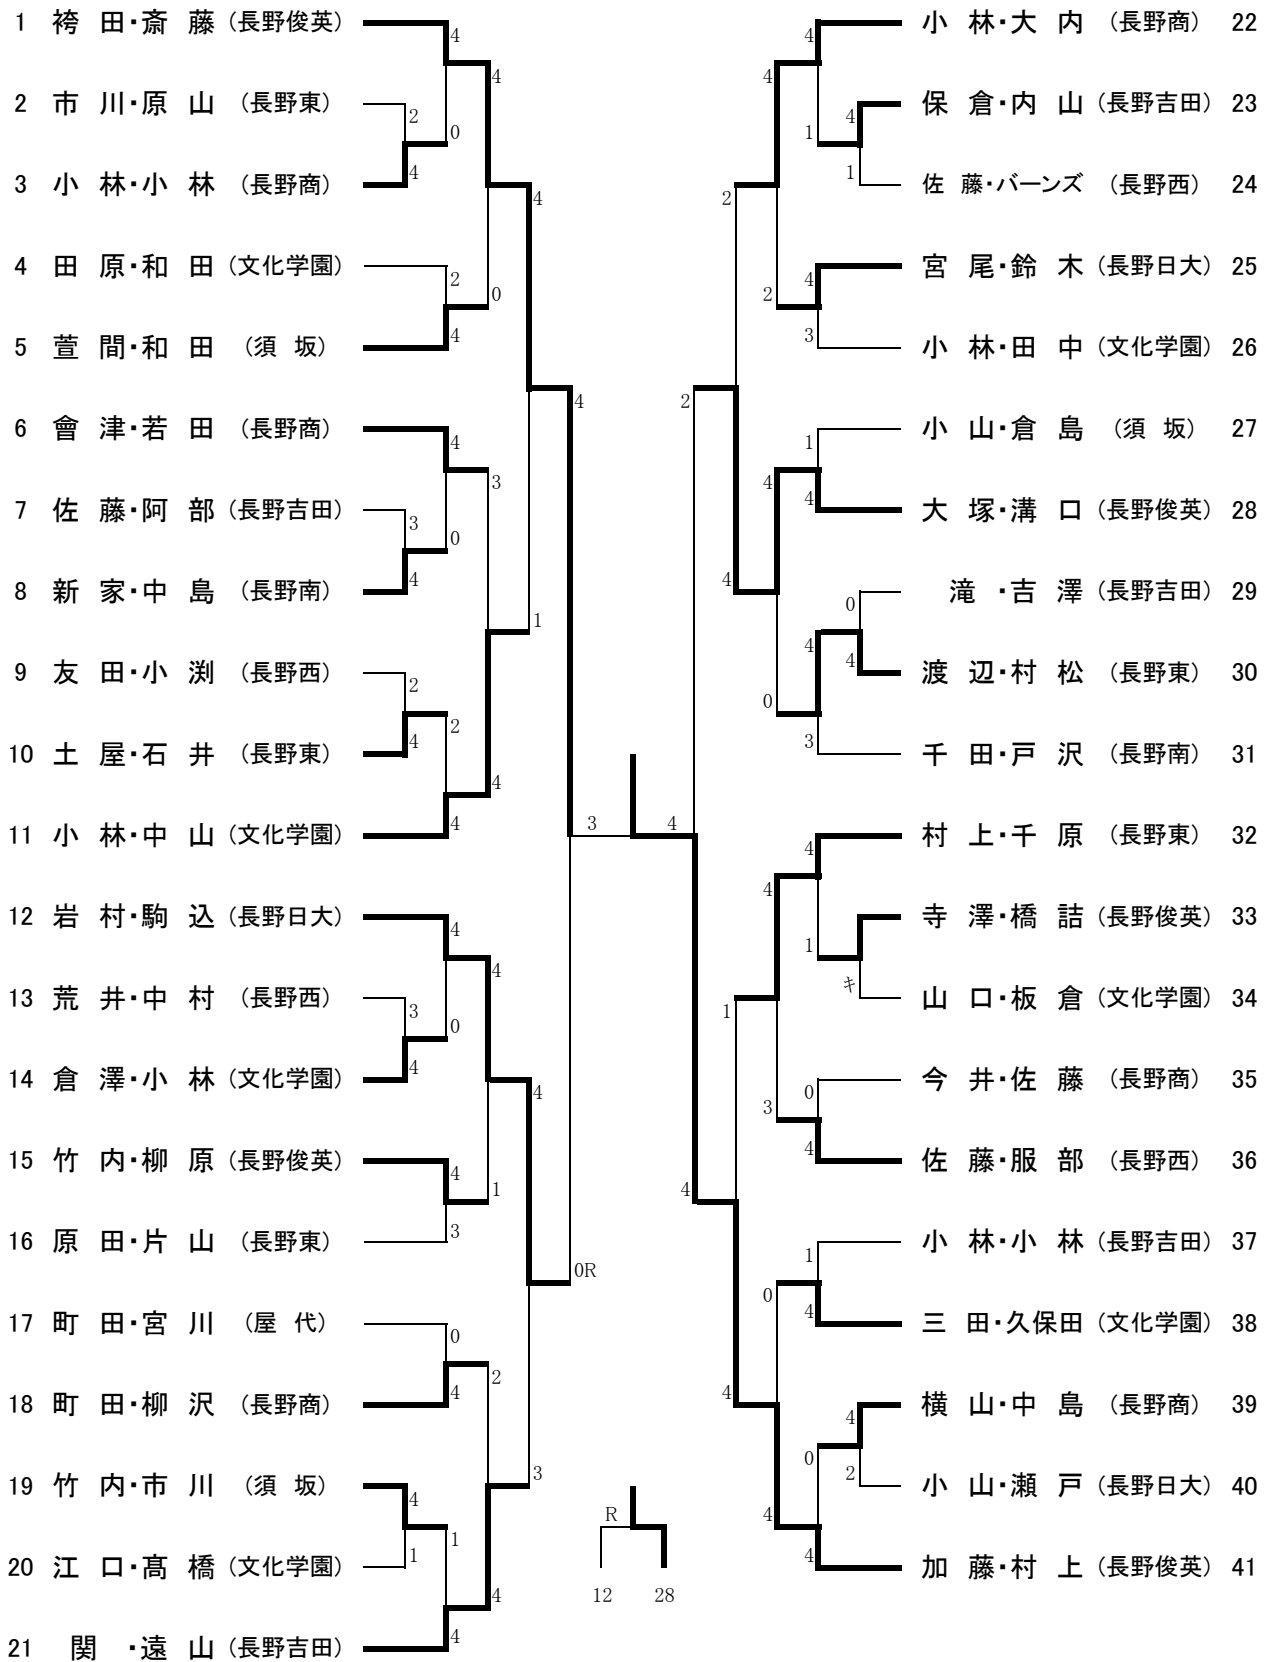 1 袴 田・斎 藤 (長野俊英)
2 市 川・原 山 (長野東)
3 小 林・小 林 (長野商)
4 田 原・和 田 (文化学園)
5 萱 間・和 田 (須 坂)
6 會 津・若 田 (長野商)
7 佐 藤・阿 部 (長野吉田)
8 新 家・中 島 (長野南)
9 友 田・小 渕 (長野西)
10 土 屋・石 井 (長野東)
11 小 林・中 山 (文化学園)
12 岩 村・駒 込 (長野日大)
13 荒 井・中 村 (長野西)
14 倉 澤・小 林 (文化学園)
15 竹 内・柳 原 (長野俊英)
16 原 田・片 山 (長野東)
17 町 田・宮 川 (屋 代)
18 町 田・柳 沢 (長野商)
19 竹 内・市 川 (須 坂)
20 江 口・髙 橋 (文化学園)
21 関 ・遠 山 (長野吉田)
4
2
4
0
2
4
4
3
4
0
2
4
2
4
4
3
4
0
4
3
0
4
4
1
1
4
4
0
3
4
4
1
2
4
4
1
4
3
4
0R
3
4
R
12
28
2
4
2
4
1
4
4
2
4
0
4
3
0
4
4
1
4
3
1
4
4
3
4
1
0
4
1
4
0
4
4
1
0
4
4
キ
4
2
小 林・大 内 (長野商) 22
保 倉・内 山 (長野吉田) 23
佐 藤・バーンズ (長野西) 24
宮 尾・鈴 木 (長野日大) 25
小 林・田 中 (文化学園) 26
小 山・倉 島 (須 坂) 27
大 塚・溝 口 (長野俊英) 28
滝 ・吉 澤 (長野吉田) 29
渡 辺・村 松 (長野東) 30
千 田・戸 沢 (長野南) 31
村 上・千 原 (長野東) 32
寺 澤・橋 詰 (長野俊英) 33
山 口・板 倉 (文化学園) 34
今 井・佐 藤 (長野商) 35
佐 藤・服 部 (長野西) 36
小 林・小 林 (長野吉田) 37
三 田・久保田 (文化学園) 38
横 山・中 島 (長野商) 39
小 山・瀬 戸 (長野日大) 40
加 藤・村 上 (長野俊英) 41